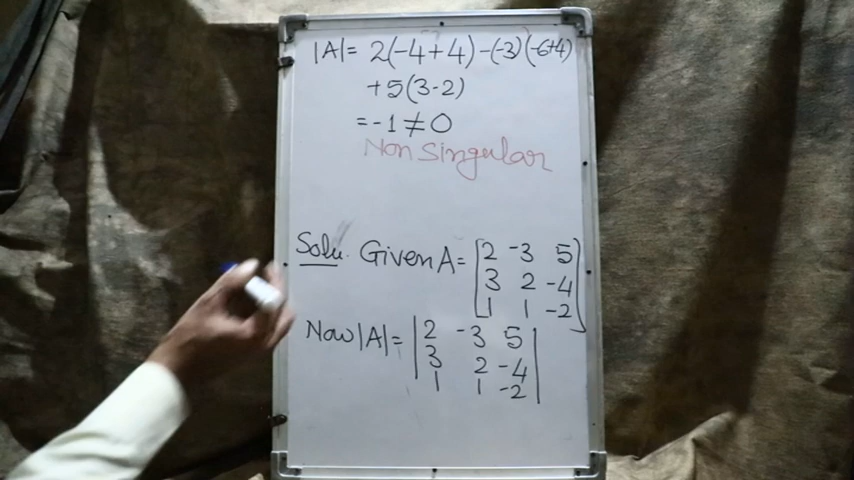 |A|= 2(-4+4)-(-3)(-6+4)
+5(3-2)
=-1≠0
Non Singular
Solu. Given A= [2 -3 5
3 2 -4
1 1 -2]
Now |A|= |2 -3 5
3 2 -4
1 1 -2|